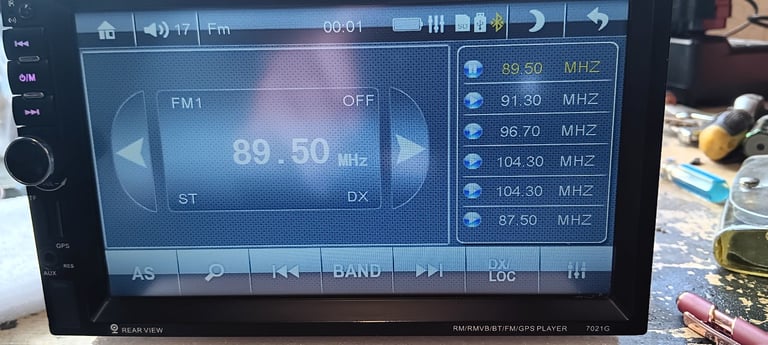 17 Fm 00:01
FM1 OFF
89.50 MHz
ST DX
89.50 MHZ
91.30 MHZ
96.70 MHZ
104.30 MHZ
104.30 MHZ
87.50 MHZ
AS BAND DX/
LOC
/M
GPS
RES
AUX
REAR VIEW RM/RMVB/BT/FM/GPS PLAYER 7021G